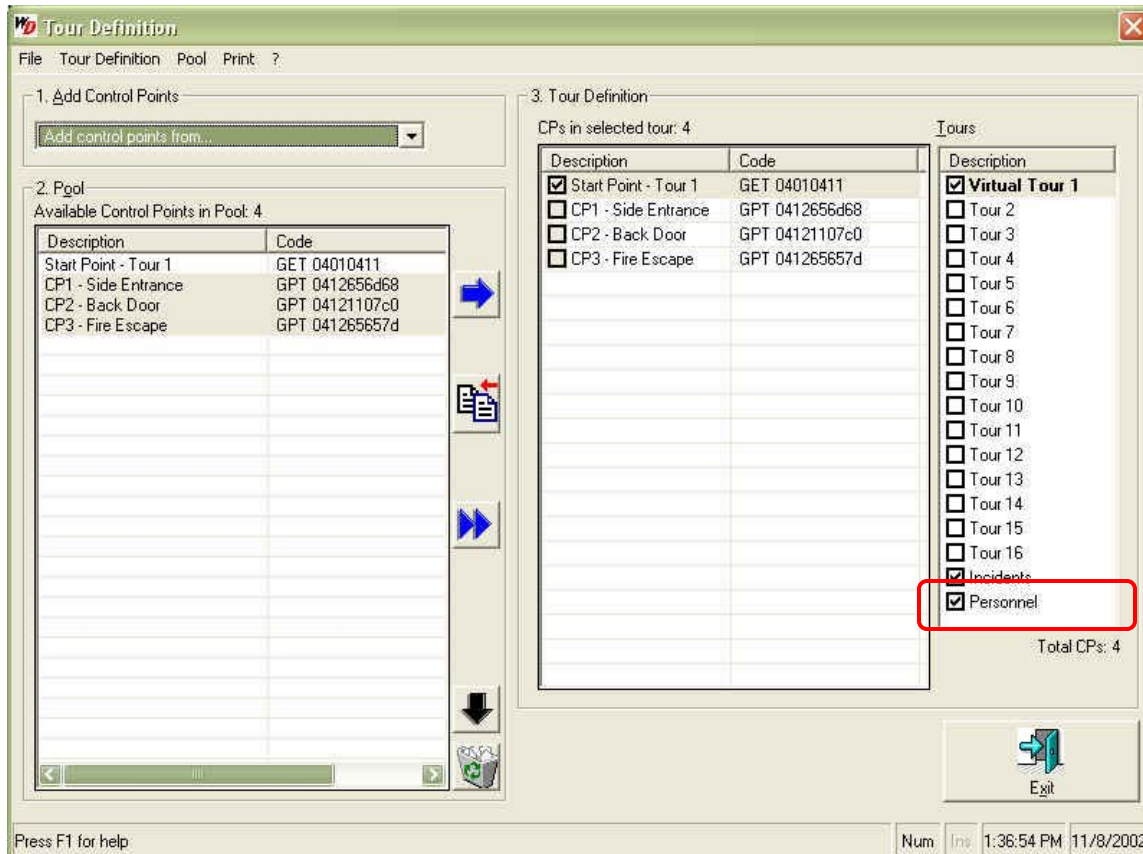 WD Tour Definition
File Tour Definition Pool Print ?
1. Add Control Points
Add control points from...
2. Pool
Available Control Points in Pool: 4
Description Code
Start Point - Tour 1 GET 04010411
CP1 - Side Entrance GPT 0412656d68
CP2 - Back Door GPT 04121107c0
CP3 - Fire Escape GPT 041265657d
3. Tour Definition
CPs in selected tour: 4
Description Code
Start Point - Tour 1 GET 04010411
CP1 - Side Entrance GPT 0412656d68
CP2 - Back Door GPT 04121107c0
CP3 - Fire Escape GPT 041265657d
Tours
Description
Virtual Tour 1
Tour 2
Tour 3
Tour 4
Tour 5
Tour 6
Tour 7
Tour 8
Tour 9
Tour 10
Tour 11
Tour 12
Tour 13
Tour 14
Tour 15
Tour 16
Incidents
Personnel
Total CPs: 4
Exit
Press F1 for help Num Ins 1:36:54 PM 11/8/2002